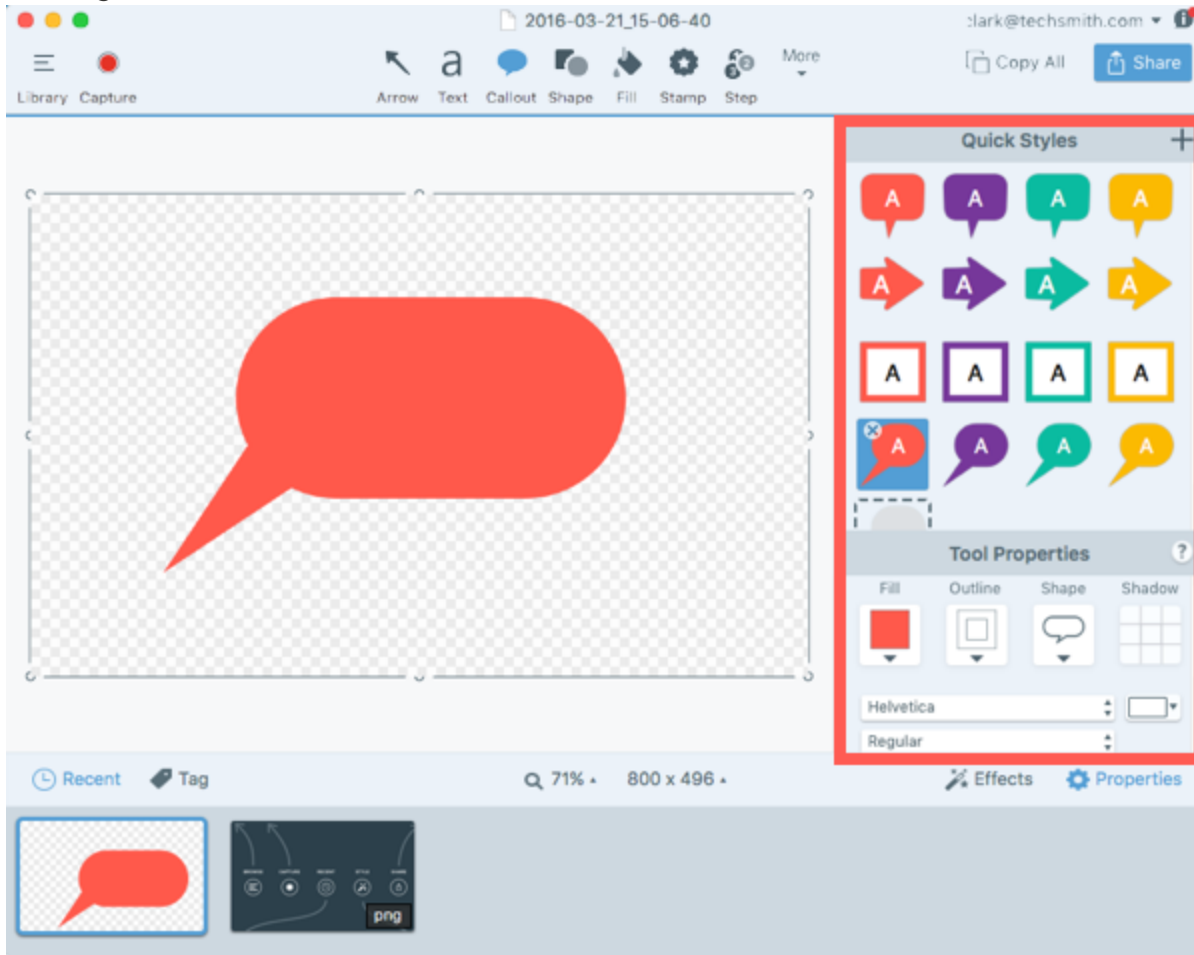 2016-03-21_15-06-40
lark@techsmith.com
Library Capture
Arrow Text Callout Shape Fill Stamp Step More
Copy All Share
Quick Styles
A A A A
A A A A
A A A A
A A A A
Tool Properties ?
Fill Outline Shape Shadow
Helvetica
Regular
Recent Tag 71% 800 x 496 Effects Properties
png